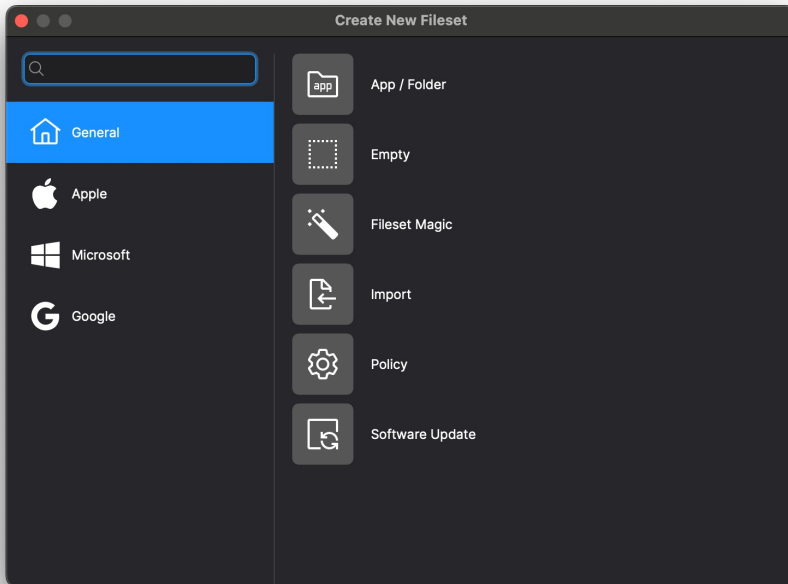 Create New Fileset
General
Apple
Microsoft
Google
app
App / Folder
Empty
Fileset Magic
Import
Policy
Software Update